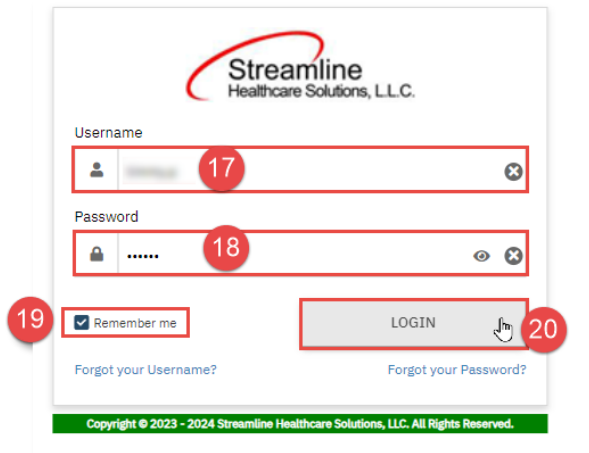 Streamline
Healthcare Solutions, L.L.C.
Username
17
Password
18
19
Remember me
LOGIN
20
Forgot your Username?
Forgot your Password?
Copyright © 2023 - 2024 Streamline Healthcare Solutions, LLC. All Rights Reserved.